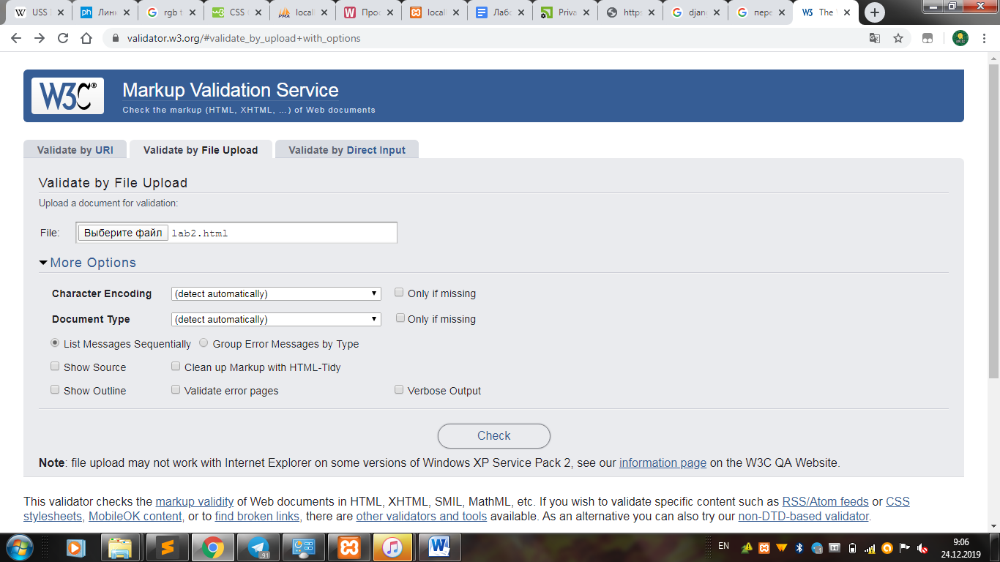 USS
Линк
rgb t
CSS
locall
Прос
locall
Лабо
Priva
https
djang
пере
The
validator.w3.org/#validate_by_upload+with_options
W3C®
Markup Validation Service
Check the markup (HTML, XHTML, …) of Web documents
Validate by URI
Validate by File Upload
Validate by Direct Input
Validate by File Upload
Upload a document for validation:
File: Выберите файл lab2.html
More Options
Character Encoding (detect automatically) Only if missing
Document Type (detect automatically) Only if missing
List Messages Sequentially Group Error Messages by Type
Show Source Clean up Markup with HTML-Tidy
Show Outline Validate error pages Verbose Output
Check
Note: file upload may not work with Internet Explorer on some versions of Windows XP Service Pack 2, see our information page on the W3C QA Website.
This validator checks the markup validity of Web documents in HTML, XHTML, SMIL, MathML, etc. If you wish to validate specific content such as RSS/Atom feeds or CSS
stylesheets, MobileOK content, or to find broken links, there are other validators and tools available. As an alternative you can also try our non-DTD-based validator.
.91
EN
9:06
24.12.2019